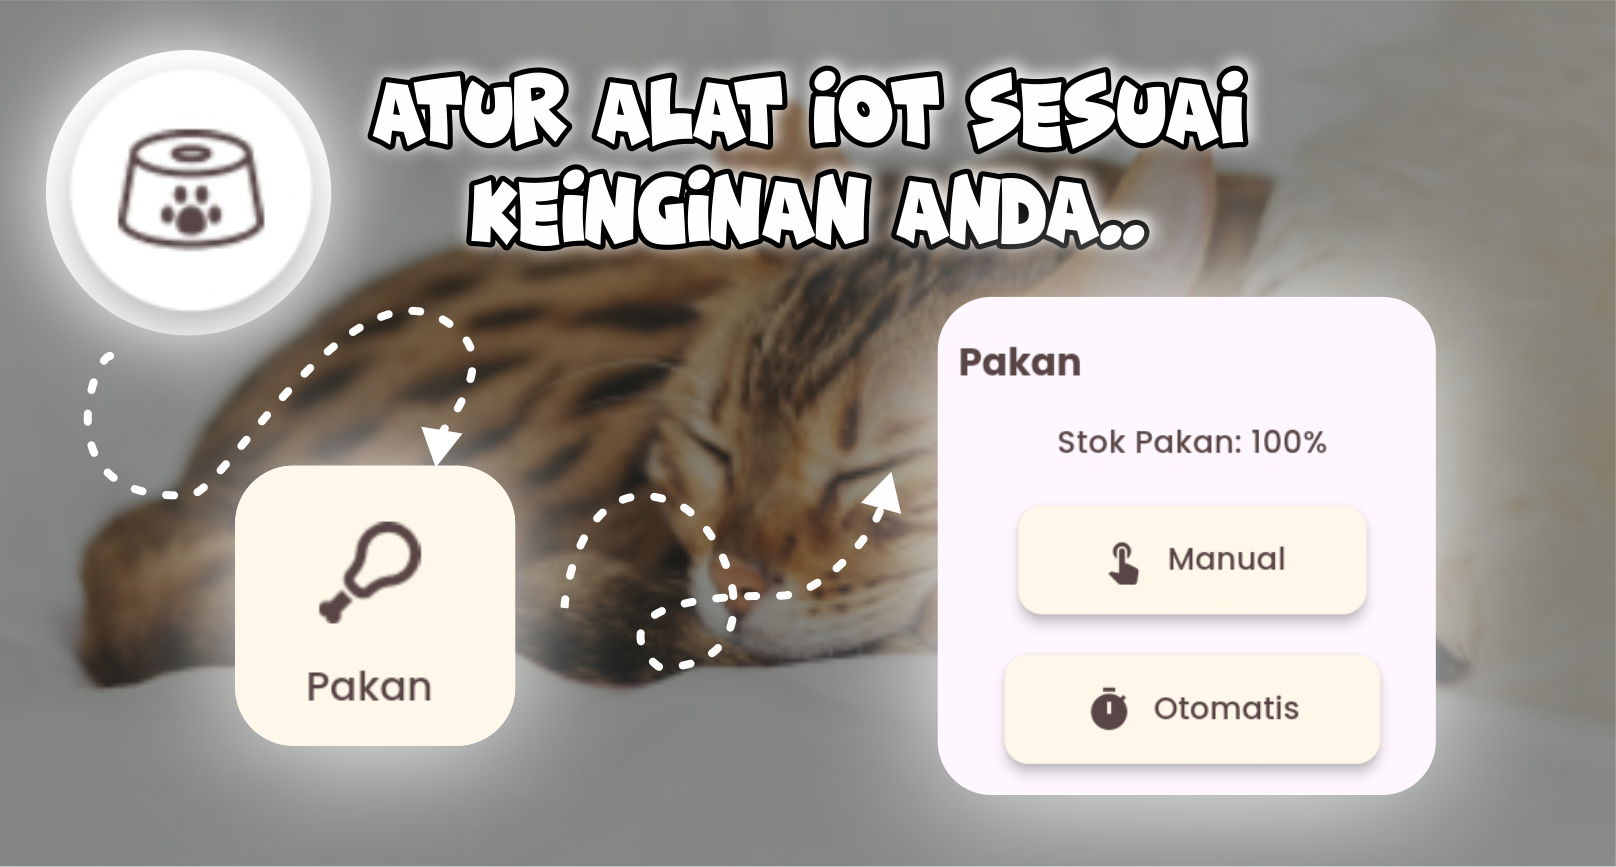 ATUR ALAT IOT SESUAI
KEINGINAN ANDA..
Pakan
Pakan
Stok Pakan: 100%
Manual
Otomatis